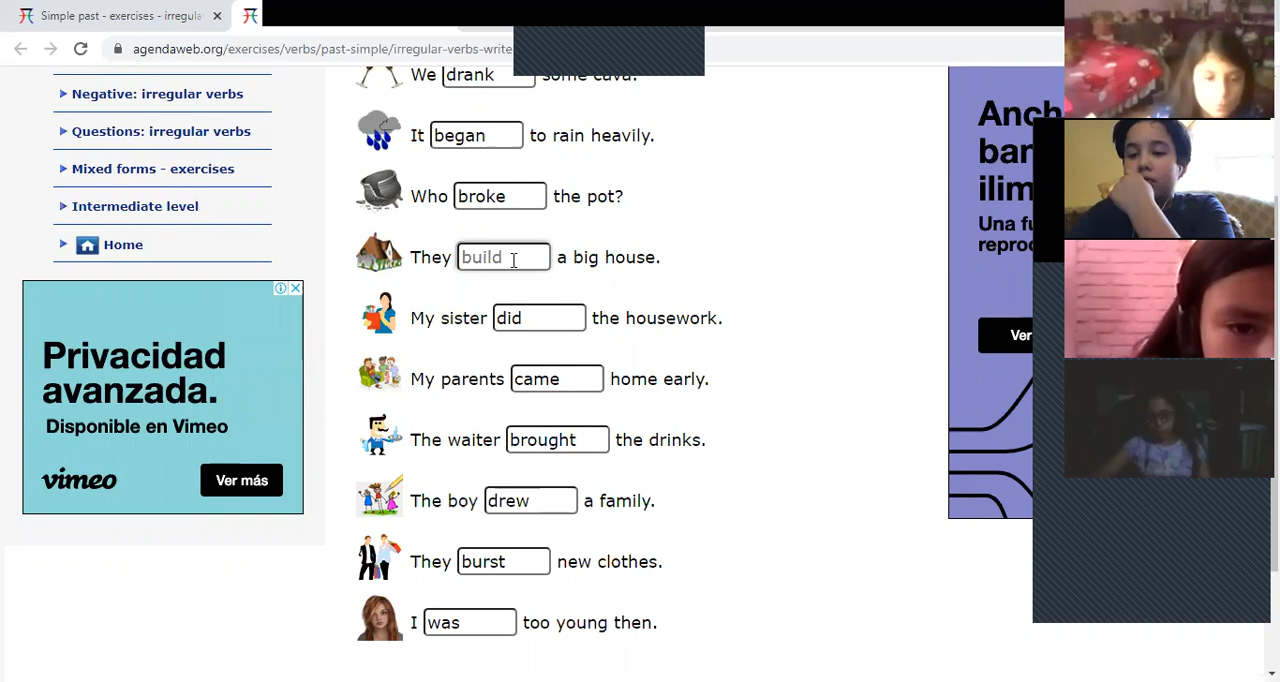 Simple past - exercises - irregula
agendaweb.org/exercises/verbs/past-simple/irregular-verbs-write
Negative: irregular verbs
Questions: irregular verbs
Mixed forms - exercises
Intermediate level
Home
Privacidad
avanzada.
Disponible en Vimeo
vimeo
Ver más
We drank some cava.
It began to rain heavily.
Who broke the pot?
They build a big house.
My sister did the housework.
My parents came home early.
The waiter brought the drinks.
The boy drew a family.
They burst new clothes.
I was too young then.
Anch
ban
ilim
Una fu
reproc
Ver